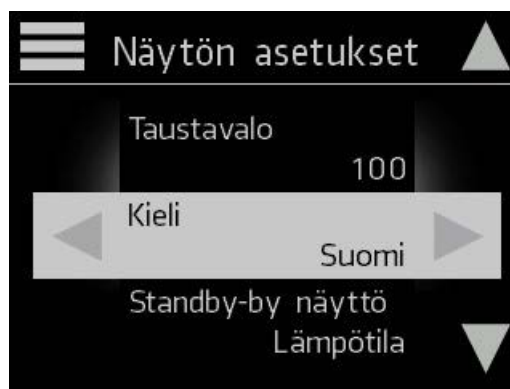 Näytön asetukset
Taustavalo
100
Kieli
Suomi
Standby-by näyttö
Lämpötila